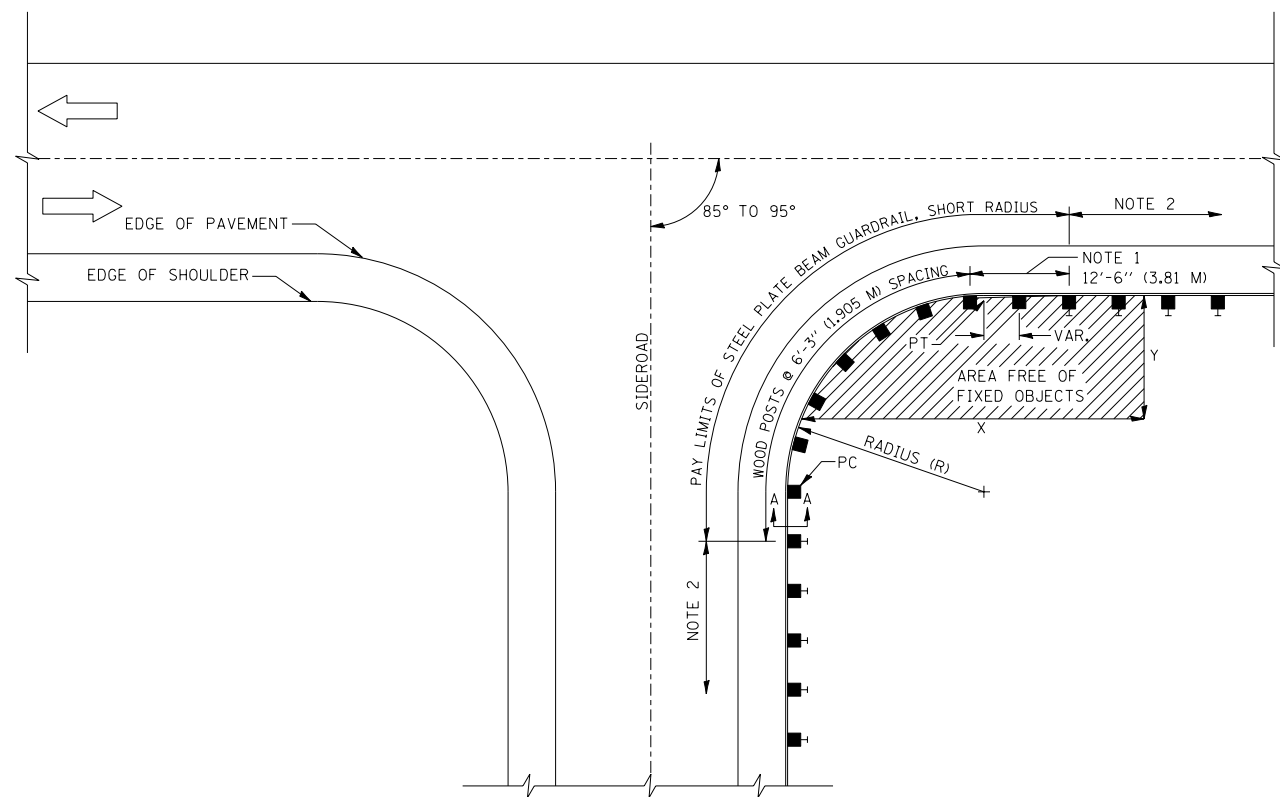 85° TO 95°
NOTE 2
EDGE OF PAVEMENT
EDGE OF SHOULDER
PAY LIMITS OF STEEL PLATE BEAM GUARDRAIL, SHORT RADIUS
WOOD POSTS @ 6'-3'' (1.905 M) SPACING
NOTE 1
12'-6'' (3.81 M)
PT
VAR.
Y
AREA FREE OF
FIXED OBJECTS
X
SIDEROAD
RADIUS (R)
PC
A A
NOTE 2